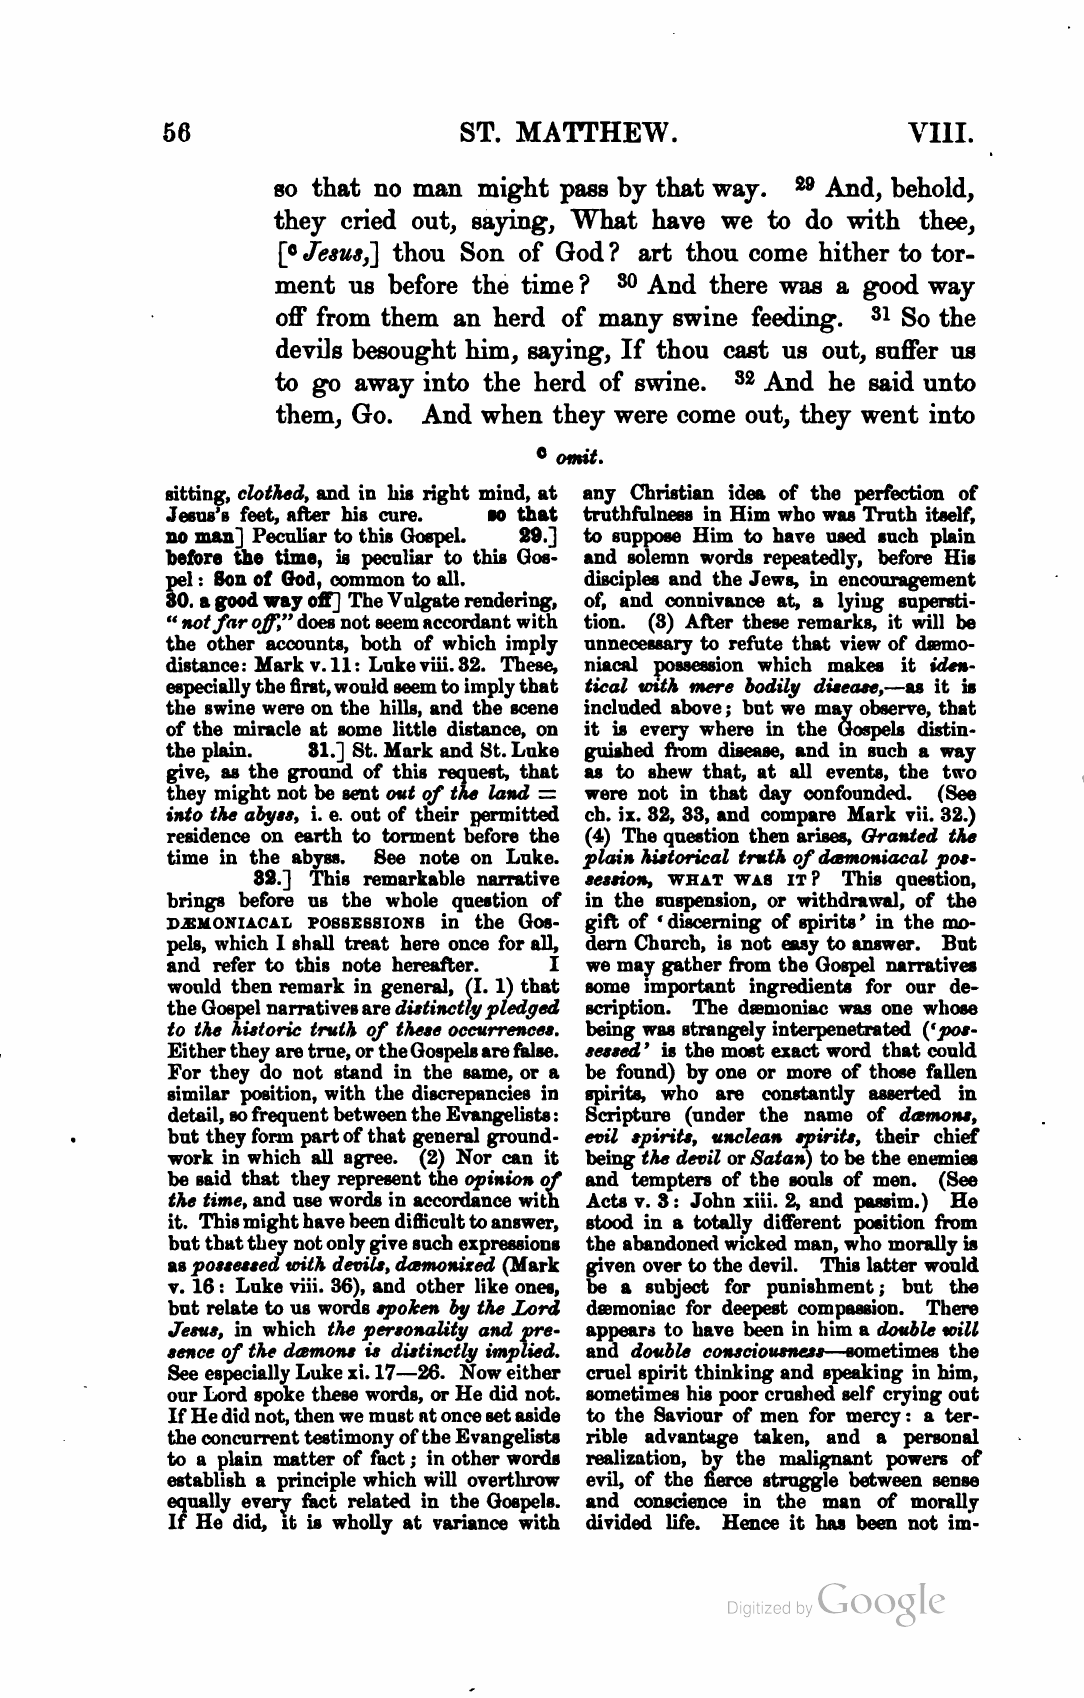 56 ST. MATTHEW. VIII.
so that no man might pass by that way. 29 And, behold,
they cried out, saying, What have we to do with thee,
[c Jesus,] thou Son of God? art thou come hither to tor-
ment us before the time? 30 And there was a good way
off from them an herd of many swine feeding. 31 So the
devils besought him, saying, If thou cast us out, suffer us
to go away into the herd of swine. 32 And he said unto
them, Go. And when they were come out, they went into
c omit.
sitting, clothed, and in his right mind, at
Jesus's feet, after his cure. so that
no man] Peculiar to this Gospel. 29.]
before the time, is peculiar to this Gos-
pel: Son of God, common to all.
30. a good way off] The Vulgate rendering,
"not far off," does not seem accordant with
the other accounts, both of which imply
distance: Mark v. 11: Luke viii. 32. These,
especially the first, would seem to imply that
the swine were on the hills, and the scene
of the miracle at some little distance, on
the plain. 31.] St. Mark and St. Luke
give, as the ground of this request, that
they might not be sent out of the land =
into the abyss, i. e. out of their permitted
residence on earth to torment before the
time in the abyss. See note on Luke.
32.] This remarkable narrative
brings before us the whole question of
DÆMONIACAL POSSESSIONS in the Gos-
pels, which I shall treat here once for all,
and refer to this note hereafter. I
would then remark in general, (I. 1) that
the Gospel narratives are distinctly pledged
to the historic truth of these occurrences.
Either they are true, or the Gospels are false.
For they do not stand in the same, or a
similar position, with the discrepancies in
detail, so frequent between the Evangelists:
but they form part of that general ground-
work in which all agree. (2) Nor can it
be said that they represent the opinion of
the time, and use words in accordance with
it. This might have been difficult to answer,
but that they not only give such expressions
as possessed with devils, dæmonized (Mark
v. 16: Luke viii. 36), and other like ones,
but relate to us words spoken by the Lord
Jesus, in which the personality and pre-
sence of the dæmons is distinctly implied.
See especially Luke xi. 17—26. Now either
our Lord spoke these words, or He did not.
If He did not, then we must at once set aside
the concurrent testimony of the Evangelists
to a plain matter of fact; in other words
establish a principle which will overthrow
equally every fact related in the Gospels.
If He did, it is wholly at variance with
any Christian idea of the perfection of
truthfulness in Him who was Truth itself,
to suppose Him to have used such plain
and solemn words repeatedly, before His
disciples and the Jews, in encouragement
of, and connivance at, a lying supersti-
tion. (3) After these remarks, it will be
unnecessary to refute that view of dæmo-
niacal possession which makes it iden-
tical with mere bodily disease,—as it is
included above; but we may observe, that
it is every where in the Gospels distin-
guished from disease, and in such a way
as to shew that, at all events, the two
were not in that day confounded. (See
ch. ix. 32, 33, and compare Mark vii. 32.)
(4) The question then arises, Granted the
plain historical truth of dæmoniacal pos-
session, WHAT WAS IT? This question,
in the suspension, or withdrawal, of the
gift of 'discerning of spirits' in the mo-
dern Church, is not easy to answer. But
we may gather from the Gospel narratives
some important ingredients for our de-
scription. The dæmoniac was one whose
being was strangely interpenetrated ('pos-
sessed' is the most exact word that could
be found) by one or more of those fallen
spirits, who are constantly asserted in
Scripture (under the name of dæmons,
evil spirits, unclean spirits, their chief
being the devil or Satan) to be the enemies
and tempters of the souls of men. (See
Acts v. 3: John xiii. 2, and passim.) He
stood in a totally different position from
the abandoned wicked man, who morally is
given over to the devil. This latter would
be a subject for punishment; but the
dæmoniac for deepest compassion. There
appears to have been in him a double will
and double consciousness—sometimes the
cruel spirit thinking and speaking in him,
sometimes his poor crushed self crying out
to the Saviour of men for mercy: a ter-
rible advantage taken, and a personal
realization, by the malignant powers of
evil, of the fierce struggle between sense
and conscience in the man of morally
divided life. Hence it has been not im-
Digitized by Google